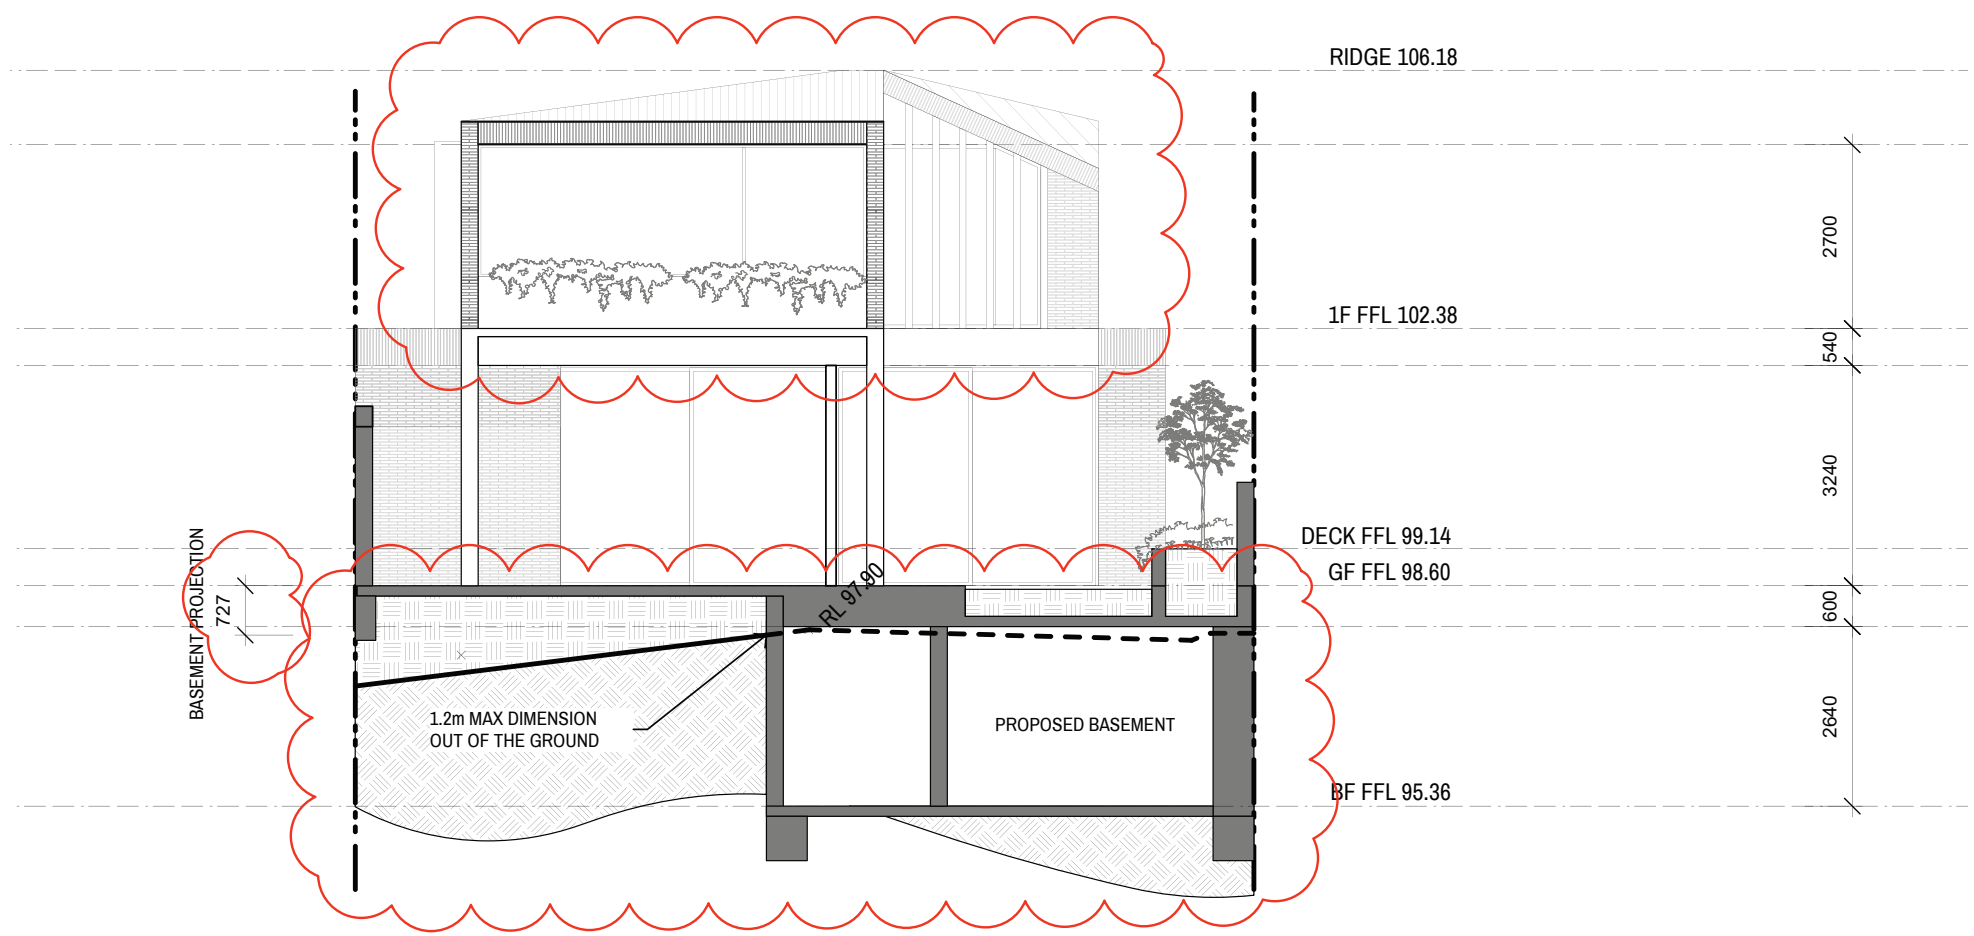 RIDGE 106.18
2700
1F FFL 102.38
540
3240
DECK FFL 99.14
GF FFL 98.60
BASEMENT PROJECTION
727
RL 97.90
600
1.2m MAX DIMENSION
OUT OF THE GROUND
PROPOSED BASEMENT
2640
BF FFL 95.36